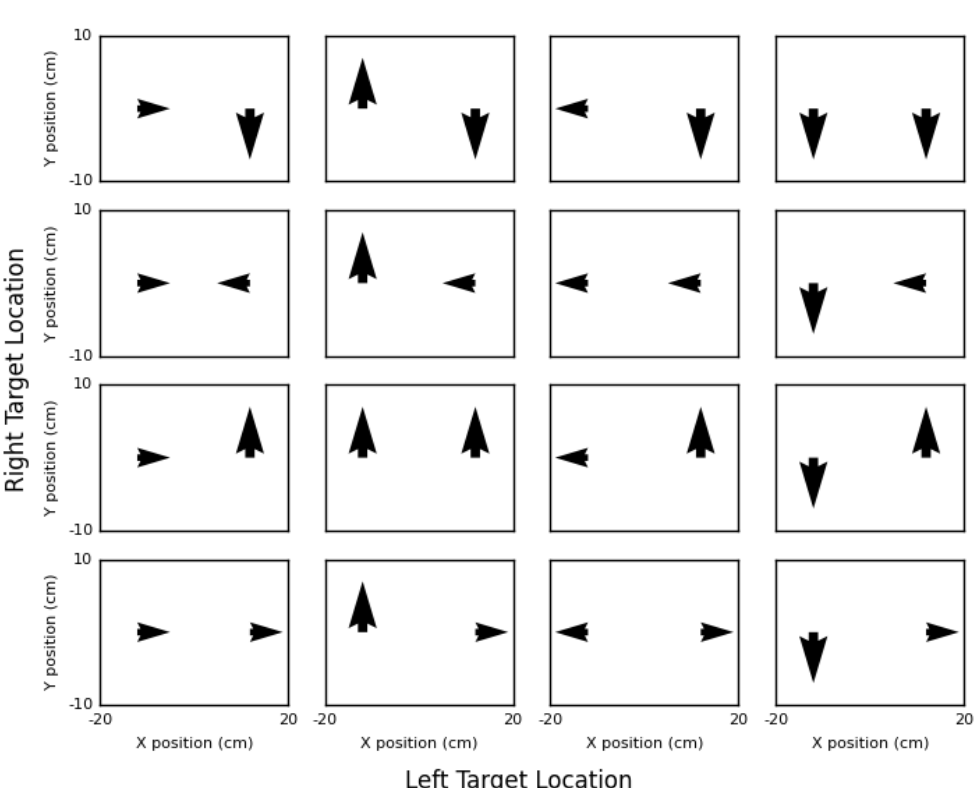 10
Y position (cm)
-10
10
Y position (cm)
-10
Right Target Location
10
Y position (cm)
-10
10
Y position (cm)
-10
-20 20 -20 20 -20 20 -20 20
X position (cm) X position (cm) X position (cm) X position (cm)
Left Target Location